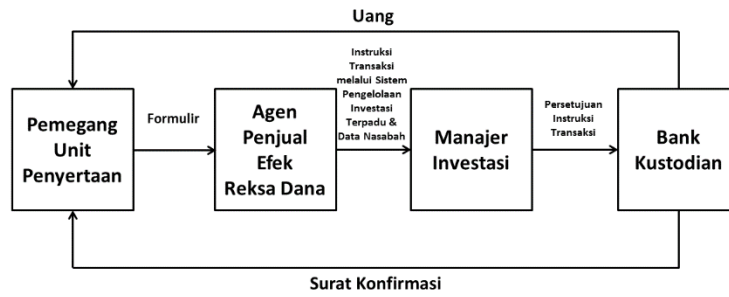 Uang
Pemegang
Unit
Penyertaan
Formulir
Agen
Penjual
Efek
Reksa Dana
Instruksi
Transaksi
melalui Sistem
Pengelolaan
Investasi
Terpadu &
Data Nasabah
Manajer
Investasi
Persetujuan
Instruksi
Transaksi
Bank
Kustodian
Surat Konfirmasi